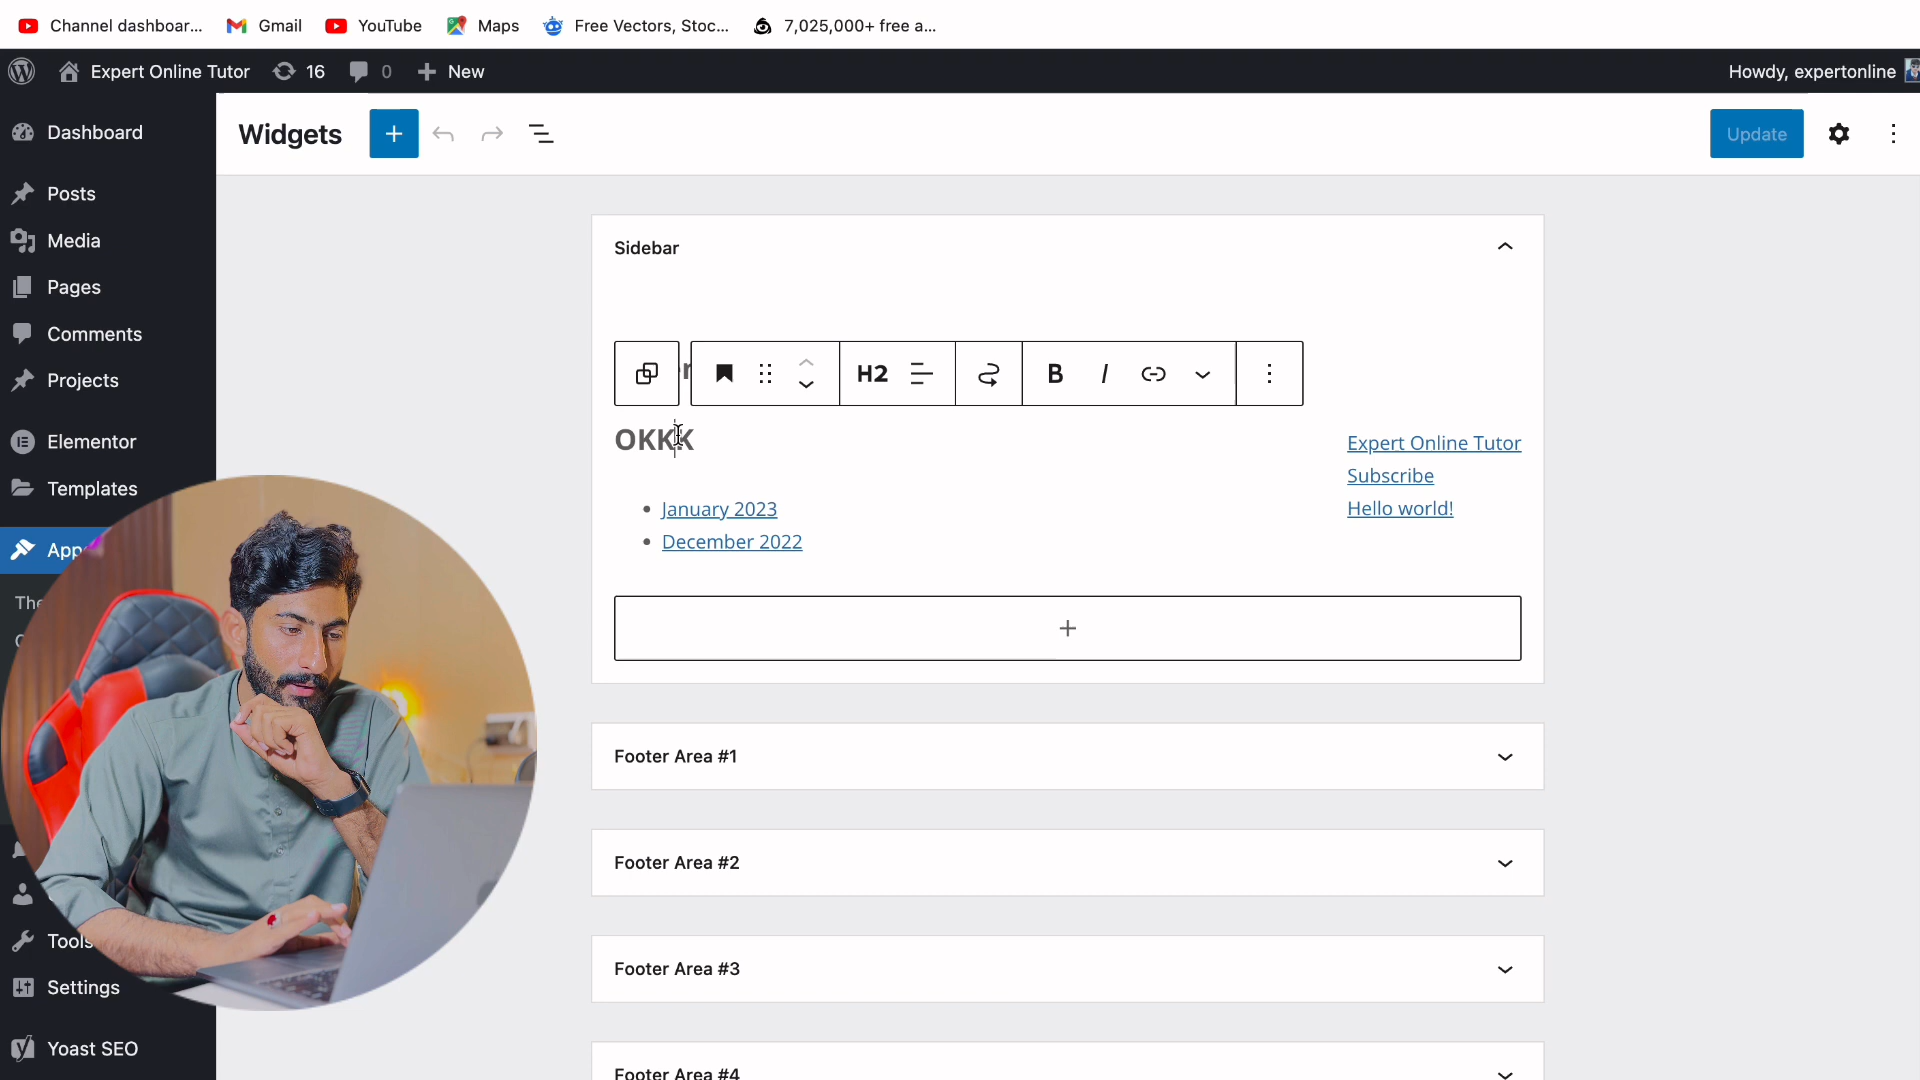 Channel dashboar...
Gmail
YouTube
Maps
Free Vectors, Stoc...
7,025,000+ free a...
Expert Online Tutor
16
0
New
Howdy, expertonline
Dashboard
Posts
Media
Pages
Comments
Projects
Elementor
Templates
App
The
Tools
Settings
Yoast SEO
Widgets
Update
Sidebar
H2
B
I
OKKK
January 2023
December 2022
Expert Online Tutor
Subscribe
Hello world!
Footer Area #1
Footer Area #2
Footer Area #3
Footer Area #4